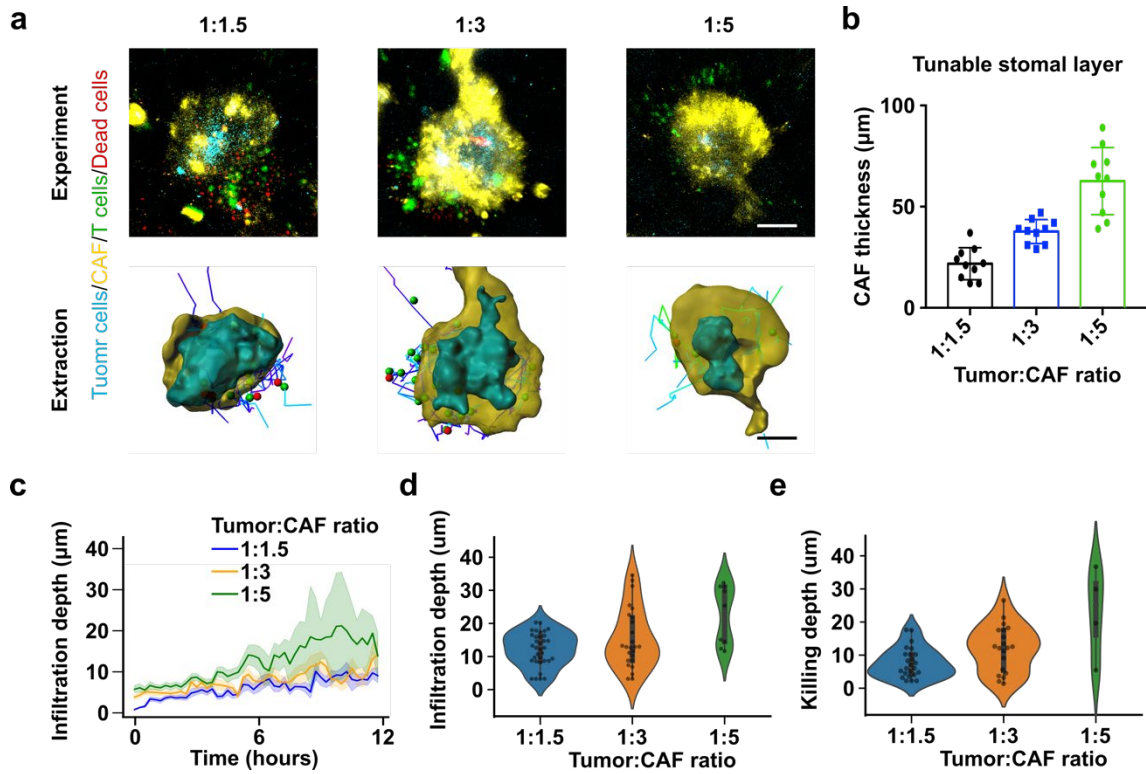 a
1:1.5
1:3
1:5
Experiment
Extraction
Tuomr cells/CAF/T cells/Dead cells
b
Tunable stomal layer
CAF thickness (µm)
100
50
0
1:1.5
1:3
1:5
Tumor:CAF ratio
c
Infiltration depth (µm)
40
30
20
10
0
Tumor:CAF ratio
1:1.5
1:3
1:5
0
6
12
Time (hours)
d
Infiltration depth (um)
40
30
20
10
0
1:1.5
1:3
1:5
Tumor:CAF ratio
e
Killing depth (um)
40
30
20
10
0
1:1.5
1:3
1:5
Tumor:CAF ratio